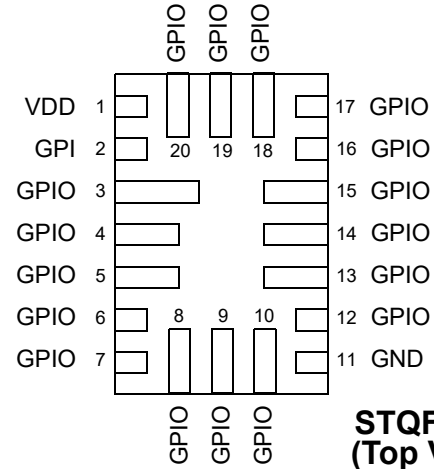 GPIO GPIO GPIO
VDD 1 17 GPIO
GPI 2 20 19 18 16 GPIO
GPIO 3 15 GPIO
GPIO 4 14 GPIO
GPIO 5 13 GPIO
GPIO 6 8 9 10 12 GPIO
GPIO 7 11 GND
GPIO GPIO GPIO
(Top